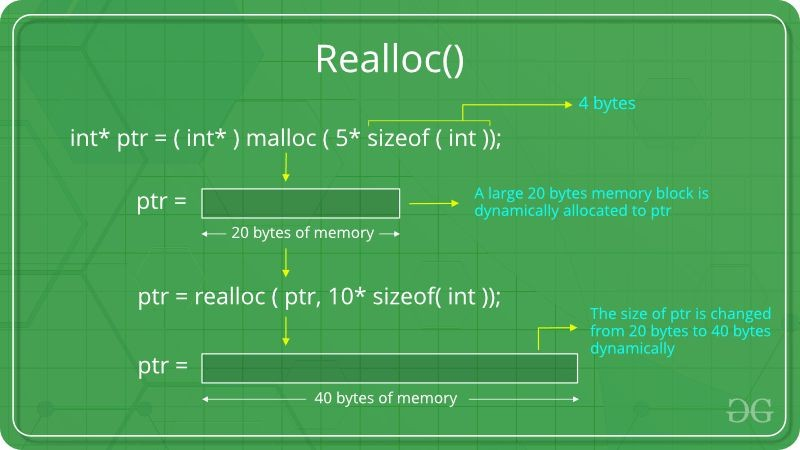 Realloc()
4 bytes
int* ptr = ( int* ) malloc ( 5* sizeof ( int ));
ptr =
A large 20 bytes memory block is
dynamically allocated to ptr
20 bytes of memory
ptr = realloc ( ptr, 10* sizeof( int ));
The size of ptr is changed
from 20 bytes to 40 bytes
dynamically
ptr =
40 bytes of memory